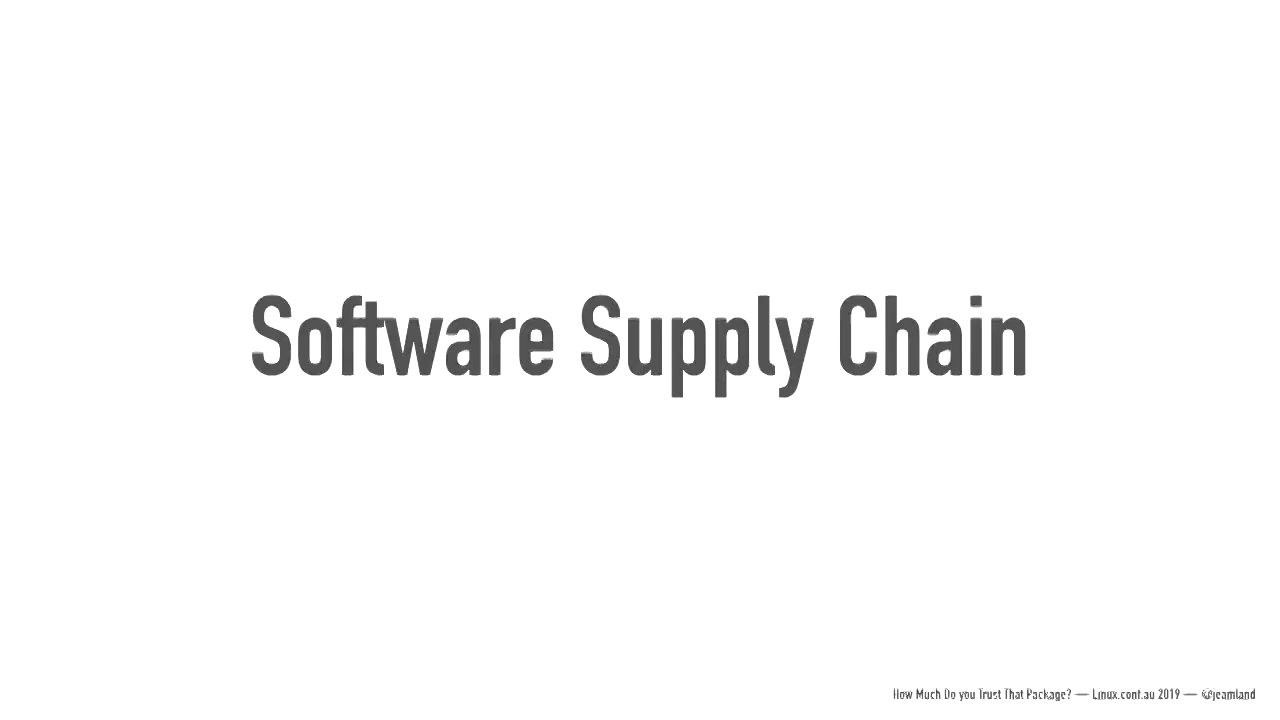 Software Supply Chain
How Much Do you Trust That Package? — Linux.conf.au 2019 — @jeamland